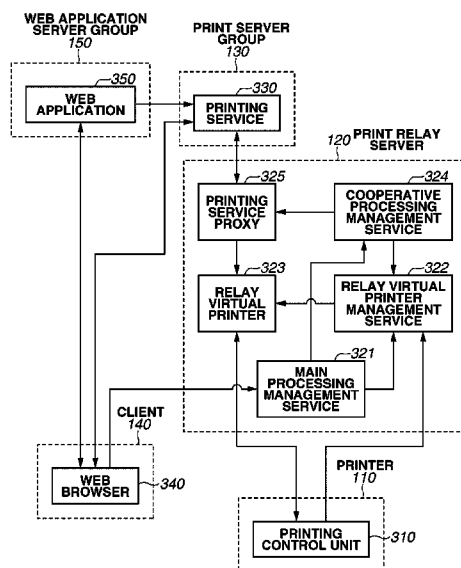 WEB APPLICATION
SERVER GROUP
150
350
WEB
APPLICATION
PRINT SERVER
GROUP
130
330
PRINTING
SERVICE
120
PRINT RELAY
SERVER
325
PRINTING
SERVICE
PROXY
324
COOPERATIVE
PROCESSING
MANAGEMENT
SERVICE
323
RELAY
VIRTUAL
PRINTER
322
RELAY VIRTUAL
PRINTER
MANAGEMENT
SERVICE
321
MAIN
PROCESSING
MANAGEMENT
SERVICE
CLIENT
140
WEB
BROWSER
340
PRINTER
110
PRINTING
CONTROL UNIT
310